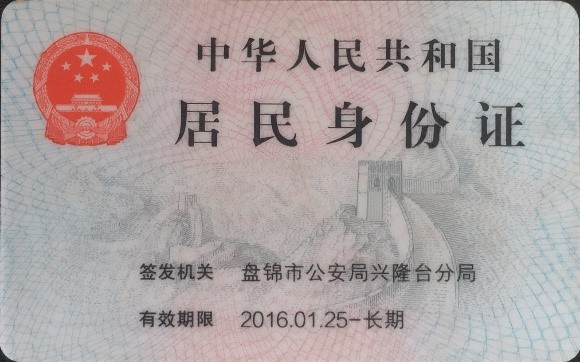 中华人民共和国
居民身份证
签发机关 盘锦市公安局兴隆台分局
有效期限 2016.01.25-长期